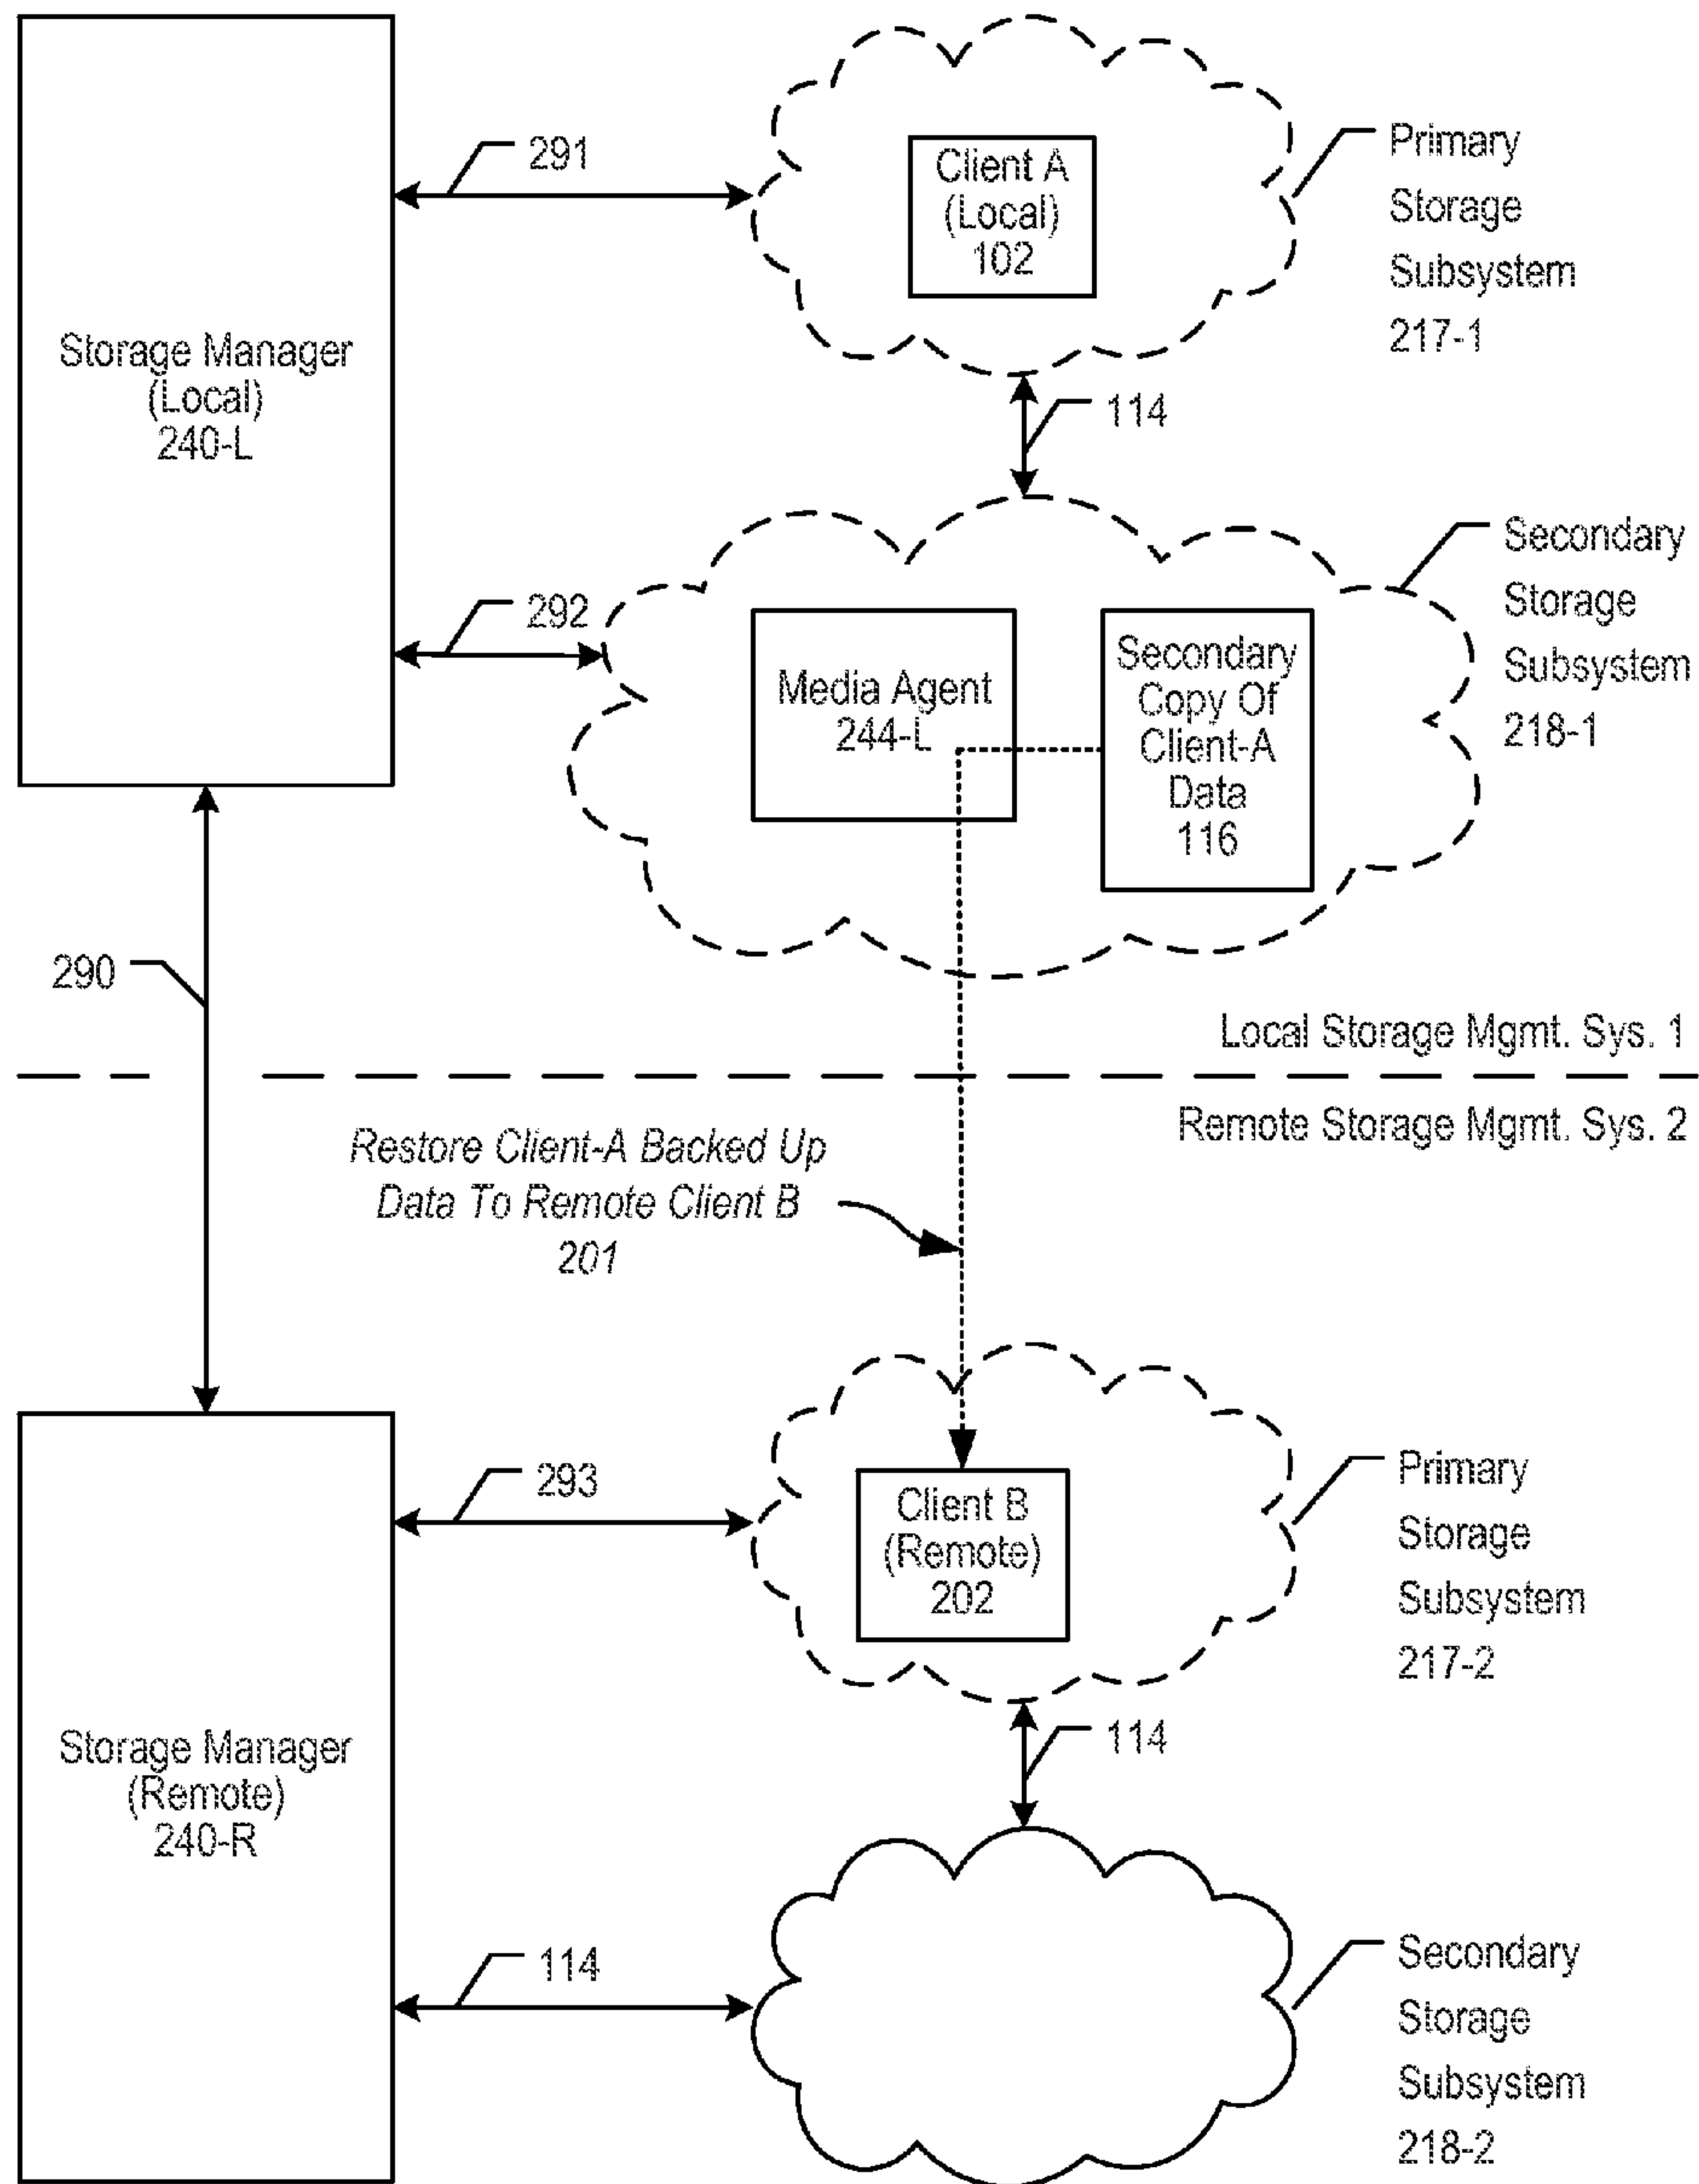 291
Client A
(Local)
102
Primary
Storage
Subsystem
217-1
Storage Manager
(Local)
240-L
114
292
Media Agent
244-L
Secondary
Copy Of
Client-A
Data
116
Secondary
Storage
Subsystem
218-1
290
Local Storage Mgmt. Sys. 1
Remote Storage Mgmt. Sys. 2
Restore Client-A Backed Up
Data To Remote Client B
201
293
Client B
(Remote)
202
Primary
Storage
Subsystem
217-2
Storage Manager
(Remote)
240-R
114
114
Secondary
Storage
Subsystem
218-2